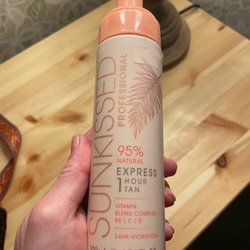 SUNKISSED
PROFESSIONAL
95%
NATURAL
EXPRESS
1 HOUR
TAN
VITAMIN
BLEND COMPLEX
B5 | C | E
24HR HYDRATION